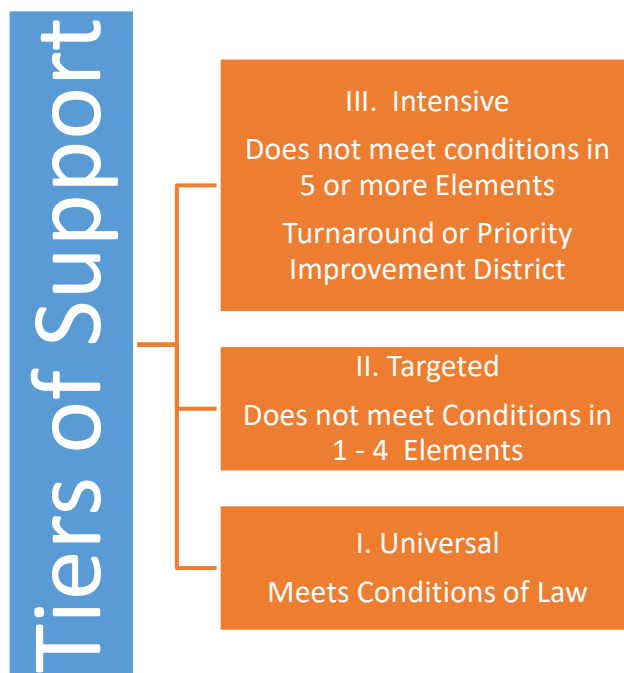 Tiers of Support
III. Intensive
Does not meet conditions in
5 or more Elements
Turnaround or Priority
Improvement District
II. Targeted
Does not meet Conditions in
1 - 4 Elements
I. Universal
Meets Conditions of Law